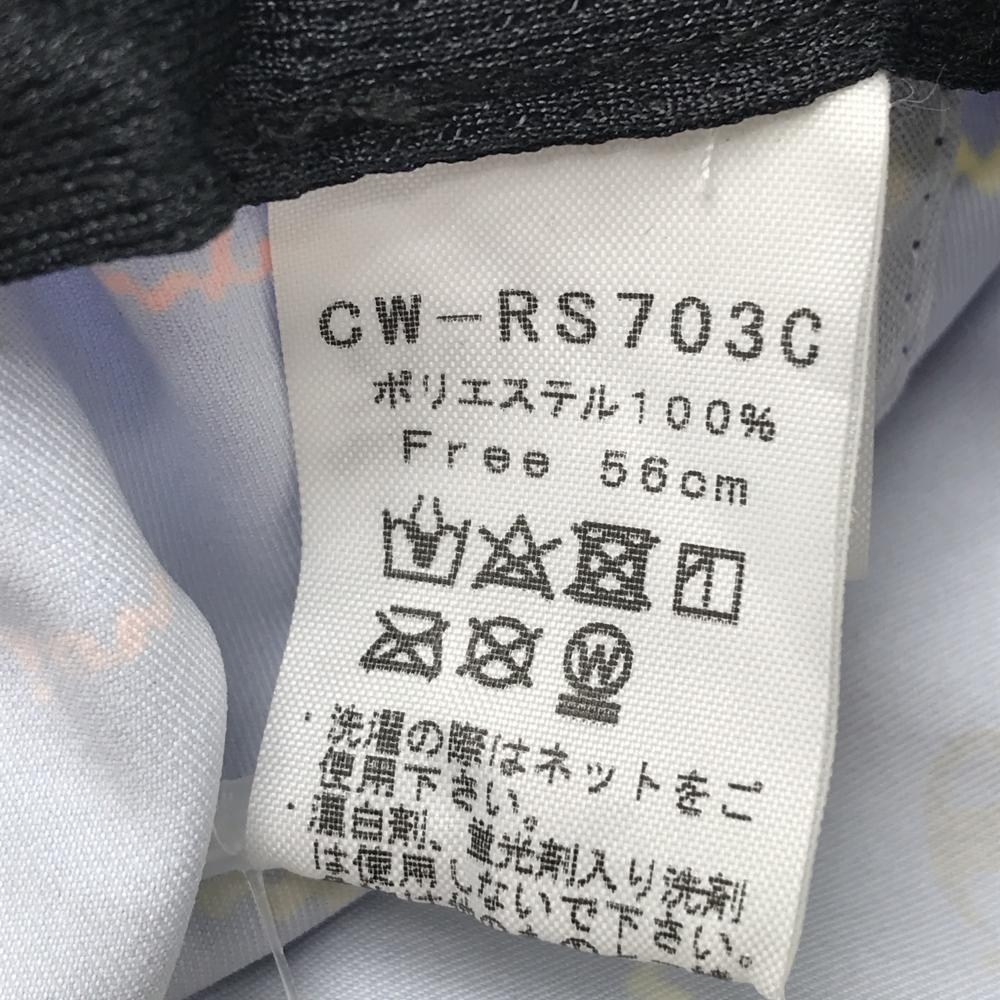 CW-RS703C
ポリエステル100%
Free 56cm
W
・洗濯の際はネットをご
使用下さい。
・漂白剤、蛍光剤入り洗剤
は使用しないで下さい。